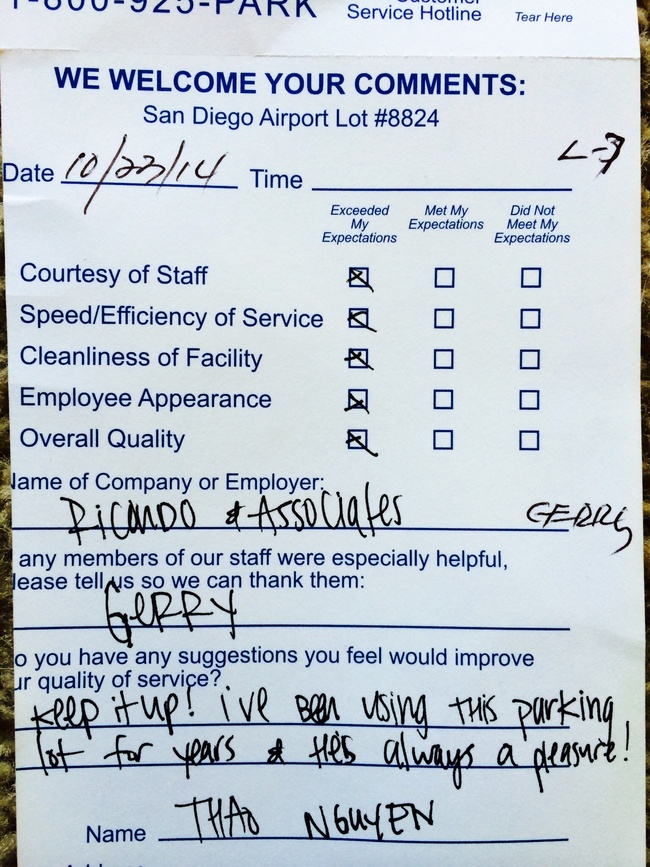 1-800-925-PARK
Service Hotline
Tear Here
WE WELCOME YOUR COMMENTS:
San Diego Airport Lot #8824
L-3
Date 10/23/14 Time
Exceeded My Expectations
Met My Expectations
Did Not Meet My Expectations
Courtesy of Staff
Speed/Efficiency of Service
Cleanliness of Facility
Employee Appearance
Overall Quality
Name of Company or Employer:
Ricondo & Associates
GERRY
any members of our staff were especially helpful,
lease tell us so we can thank them:
GERRY
o you have any suggestions you feel would improve
ur quality of service?
keep it up! i've been using this parking
lot for years & he's always a pleasure!
Name THAO NGUYEN